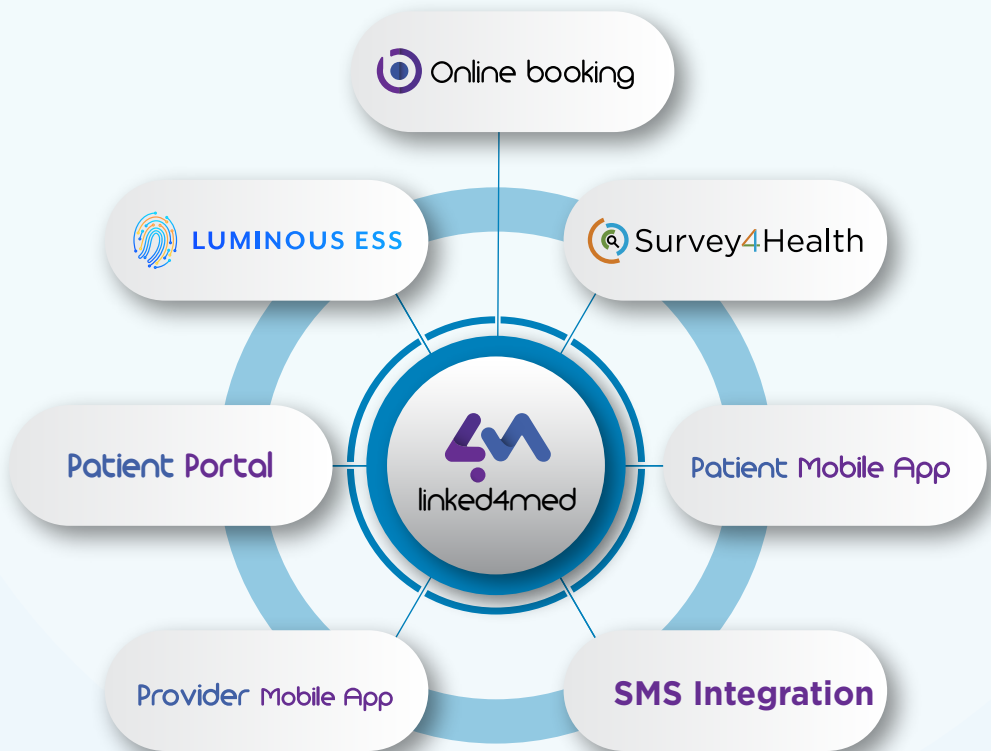 Online booking
LUMINOUS ESS
Survey4Health
linked4med
Patient Portal
Patient Mobile App
Provider Mobile App
SMS Integration